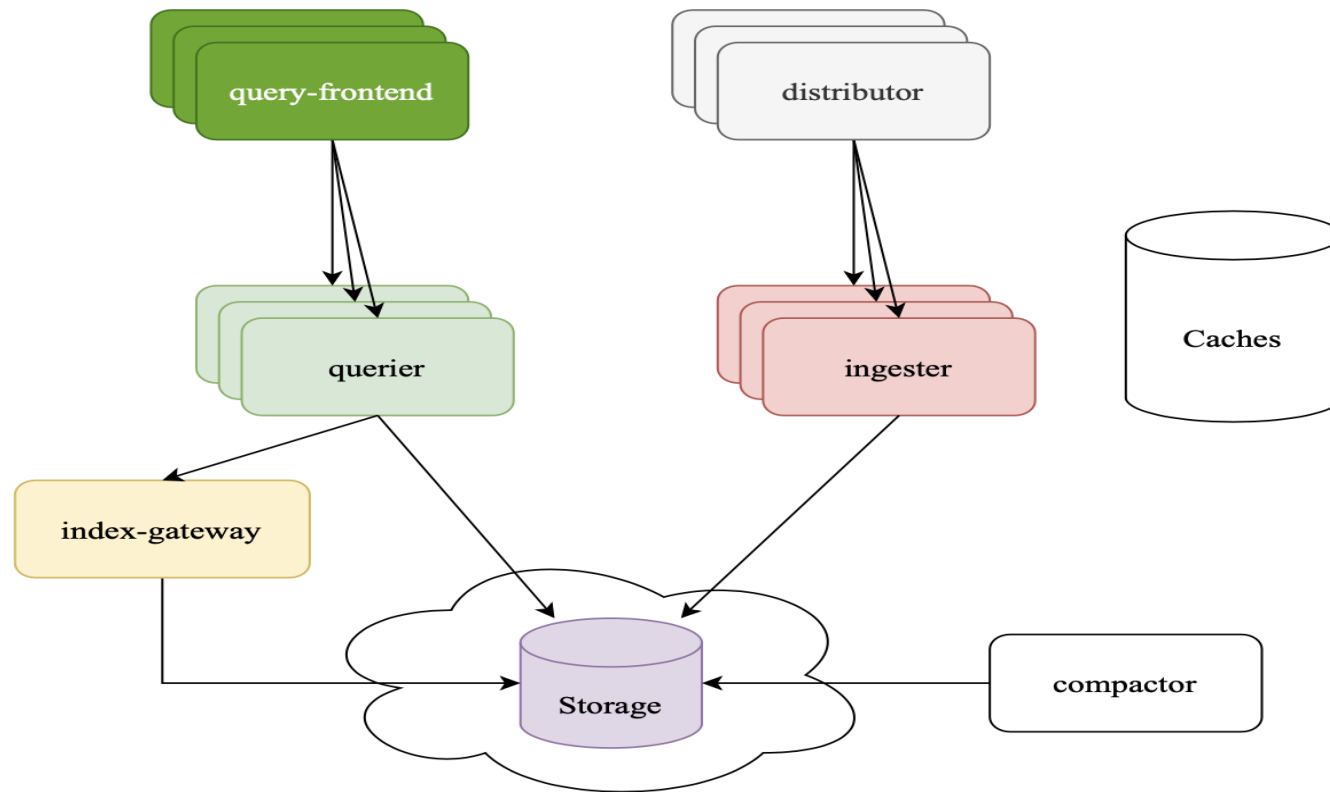 query-frontend
distributor
querier
ingester
Caches
index-gateway
Storage
compactor